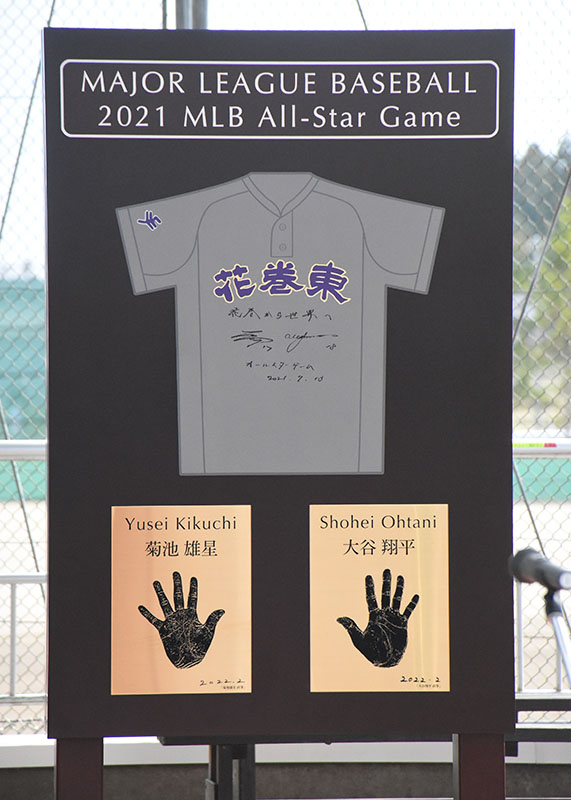 MAJOR LEAGUE BASEBALL
2021 MLB All-Star Game
花巻東
花巻から世界へ
17
18
オールスターゲーム
2021.7.13
Yusei Kikuchi
菊池 雄星
2022.2
Shohei Ohtani
大谷 翔平
2022.2